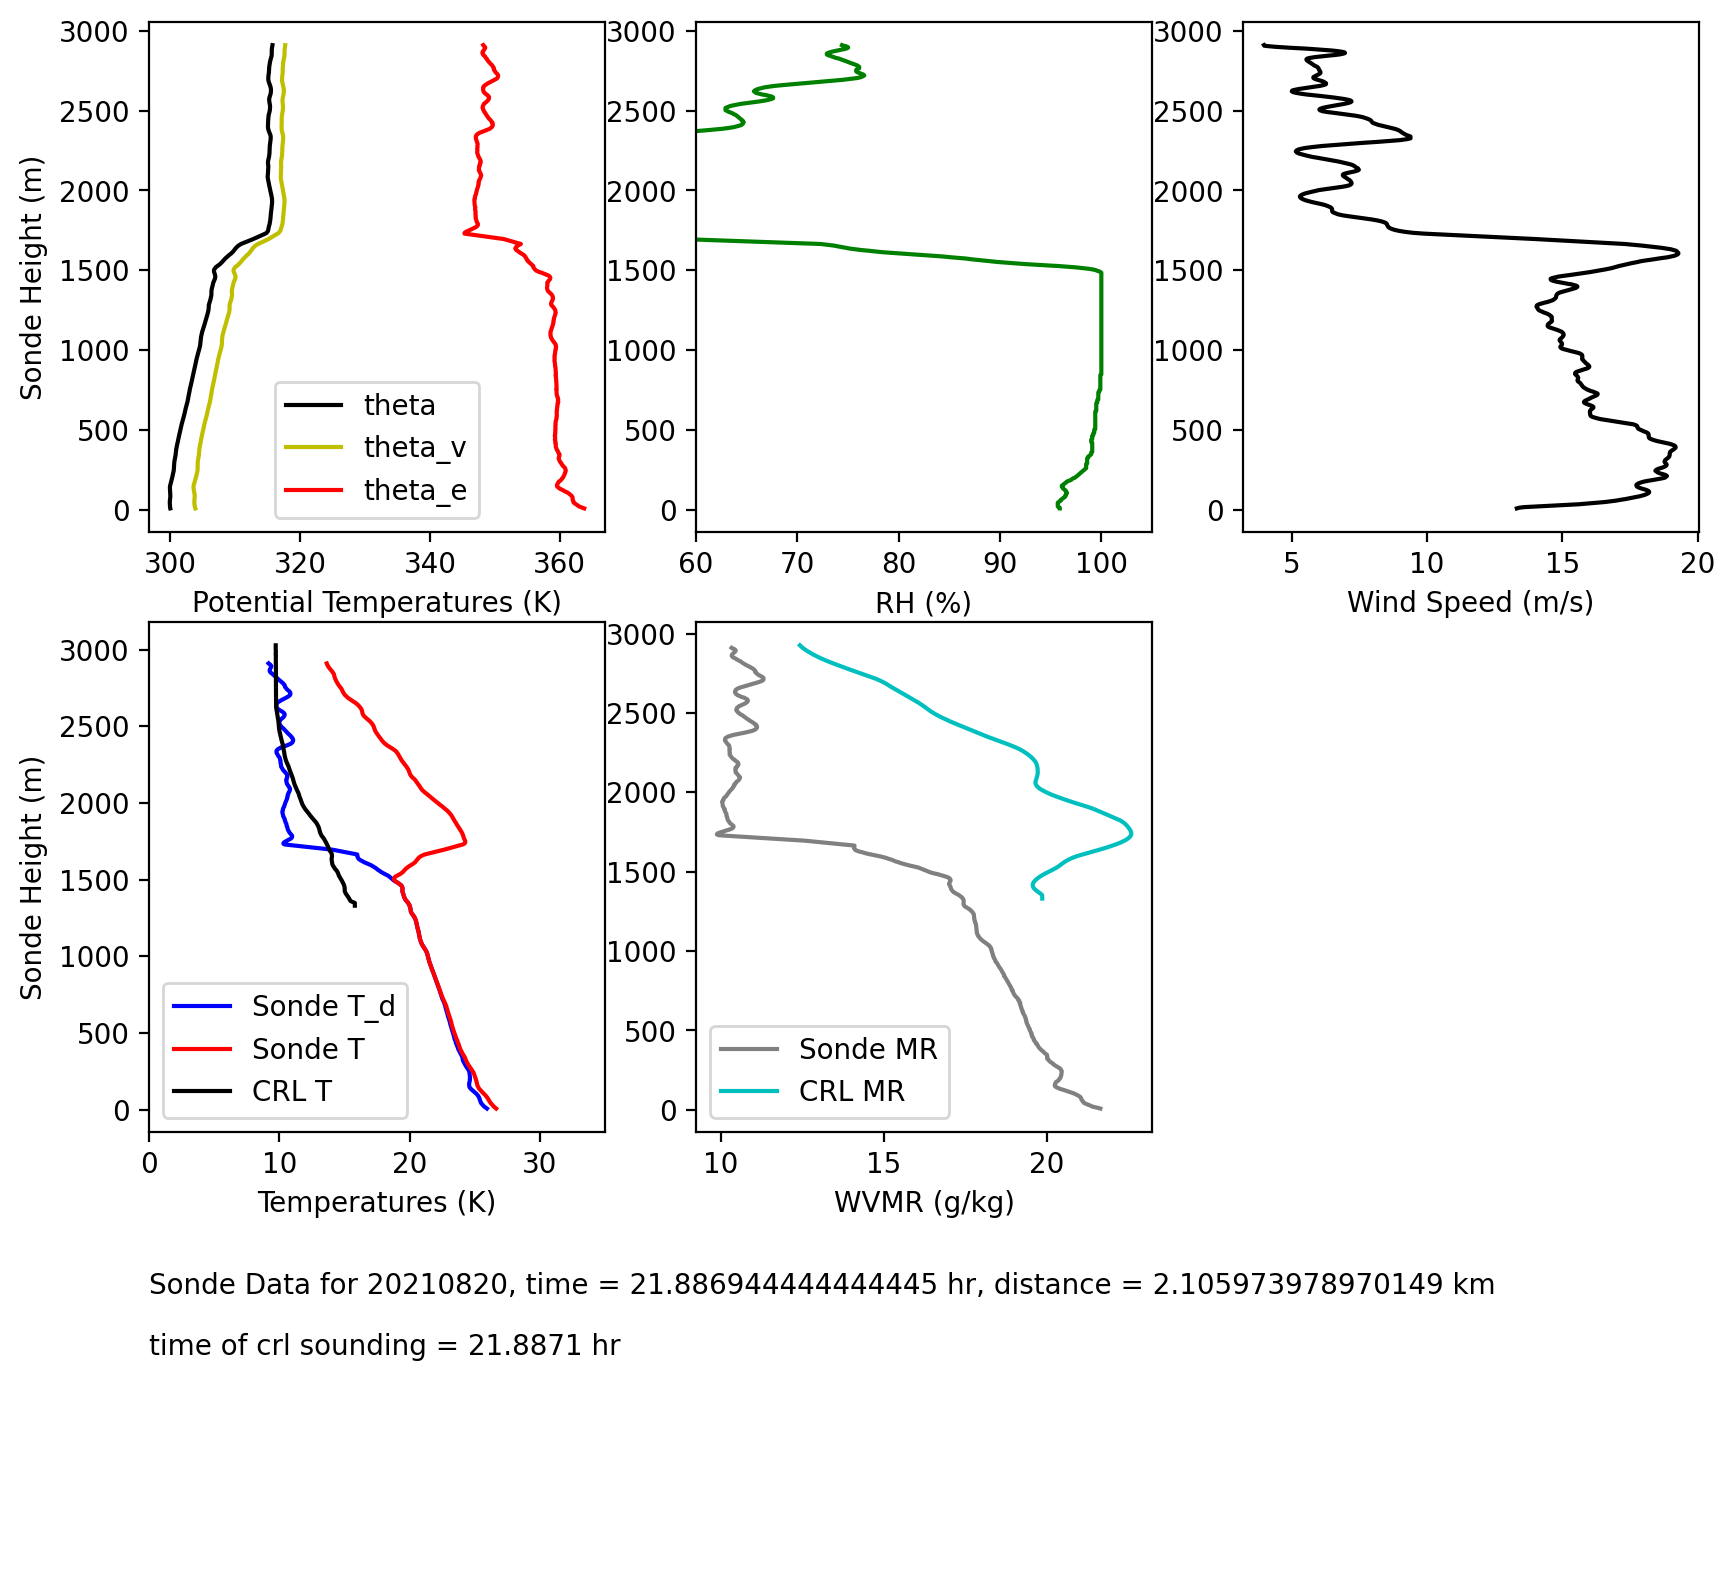 3000
2500
2000
1500
1000
500
0
Sonde Height (m)
300 320 340 360
Potential Temperatures (K)
theta
theta_v
theta_e
3000
2500
2000
1500
1000
500
0
60 70 80 90 100
RH (%)
3000
2500
2000
1500
1000
500
0
5 10 15 20
Wind Speed (m/s)
3000
2500
2000
1500
1000
500
0
Sonde Height (m)
0 10 20 30
Temperatures (K)
Sonde T_d
Sonde T
CRL T
3000
2500
2000
1500
1000
500
0
10 15 20
WVMR (g/kg)
Sonde MR
CRL MR
Sonde Data for 20210820, time = 21.886944444444445 hr, distance = 2.105973978970149 km
time of crl sounding = 21.8871 hr